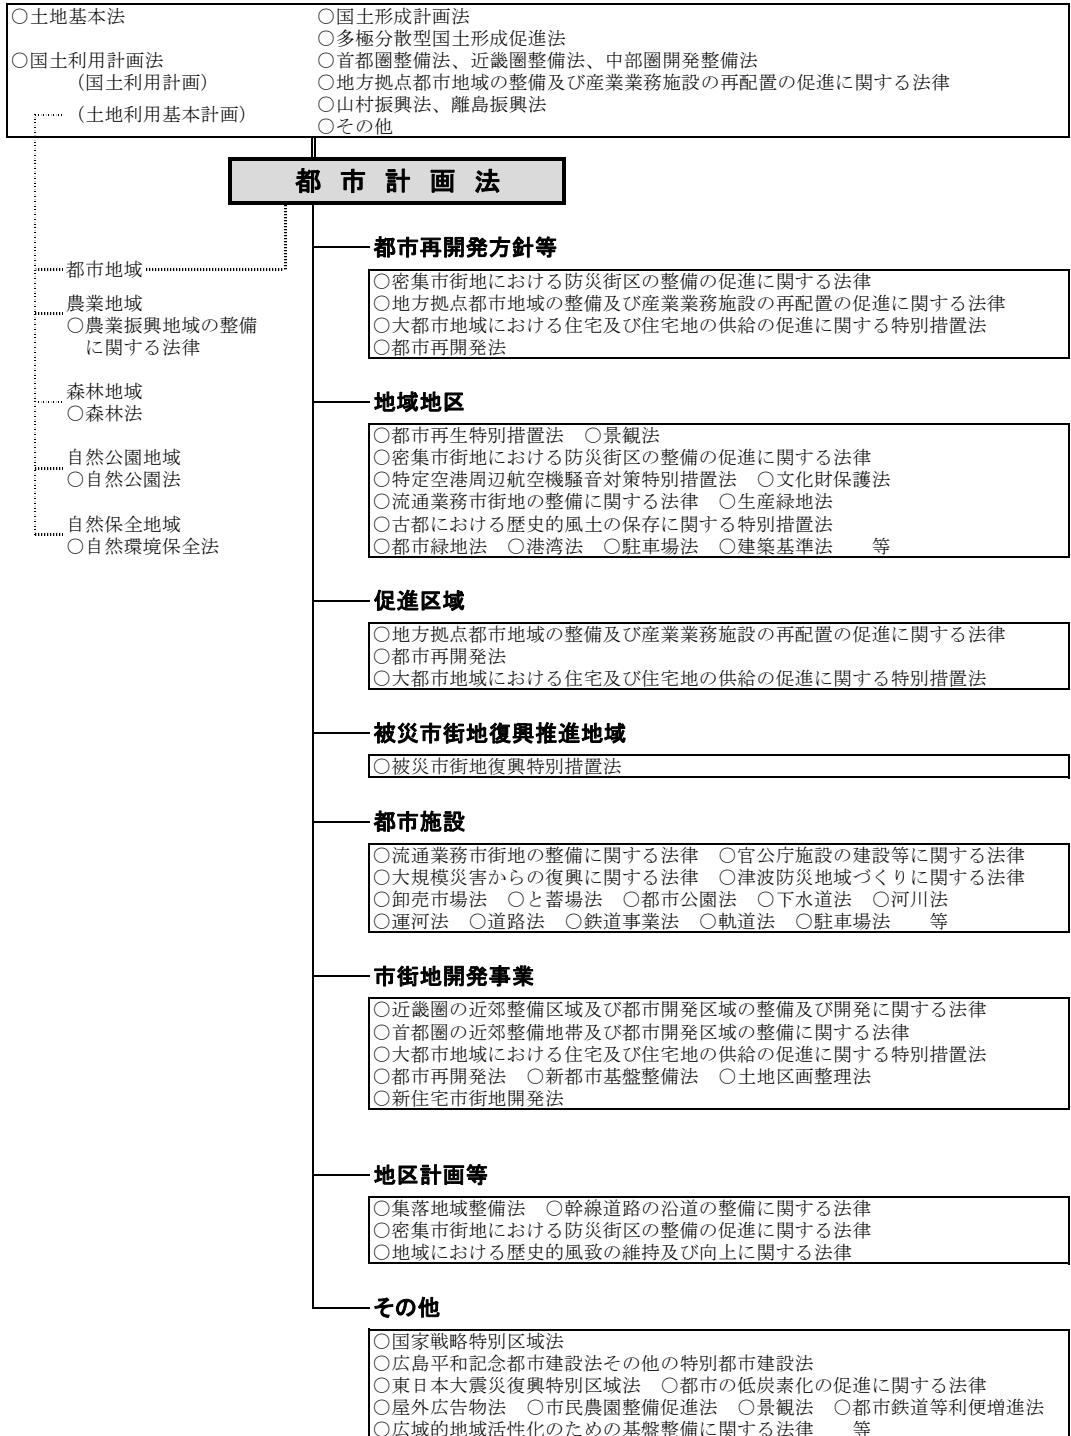 ○土地基本法
○国土利用計画法
（国土利用計画）
（土地利用基本計画）
○国土形成計画法
○多極分散型国土形成促進法
○首都圏整備法、近畿圏整備法、中部圏開発整備法
○地方拠点都市地域の整備及び産業業務施設の再配置の促進に関する法律
○山村振興法、離島振興法
○その他
都市計画法
都市地域
農業地域
○農業振興地域の整備
に関する法律
森林地域
○森林法
自然公園地域
○自然公園法
自然保全地域
○自然環境保全法
都市再開発方針等
○密集市街地における防災街区の整備の促進に関する法律
○地方拠点都市地域の整備及び産業業務施設の再配置の促進に関する法律
○大都市地域における住宅及び住宅地の供給の促進に関する特別措置法
○都市再開発法
地域地区
○都市再生特別措置法　○景観法
○密集市街地における防災街区の整備の促進に関する法律
○特定空港周辺航空機騒音対策特別措置法　○文化財保護法
○流通業務市街地の整備に関する法律　○生産緑地法
○古都における歴史的風土の保存に関する特別措置法
○都市緑地法　○港湾法　○駐車場法　○建築基準法　　等
促進区域
○地方拠点都市地域の整備及び産業業務施設の再配置の促進に関する法律
○都市再開発法
○大都市地域における住宅及び住宅地の供給の促進に関する特別措置法
被災市街地復興推進地域
○被災市街地復興特別措置法
都市施設
○流通業務市街地の整備に関する法律　○官公庁施設の建設等に関する法律
○大規模災害からの復興に関する法律　○津波防災地域づくりに関する法律
○卸売市場法　○と蓄場法　○都市公園法　○下水道法　○河川法
○運河法　○道路法　○鉄道事業法　○軌道法　○駐車場法　　等
市街地開発事業
○近畿圏の近郊整備区域及び都市開発区域の整備及び開発に関する法律
○首都圏の近郊整備地帯及び都市開発区域の整備に関する法律
○大都市地域における住宅及び住宅地の供給の促進に関する特別措置法
○都市再開発法　○新都市基盤整備法　○土地区画整理法
○新住宅市街地開発法
地区計画等
○集落地域整備法　○幹線道路の沿道の整備に関する法律
○密集市街地における防災街区の整備の促進に関する法律
○地域における歴史的風致の維持及び向上に関する法律
その他
○国家戦略特別区域法
○広島平和記念都市建設法その他の特別都市建設法
○東日本大震災復興特別区域法　○都市の低炭素化の促進に関する法律
○屋外広告物法　○市民農園整備促進法　○景観法　○都市鉄道等利便増進法
○広域的地域活性化のための基盤整備に関する法律　　等